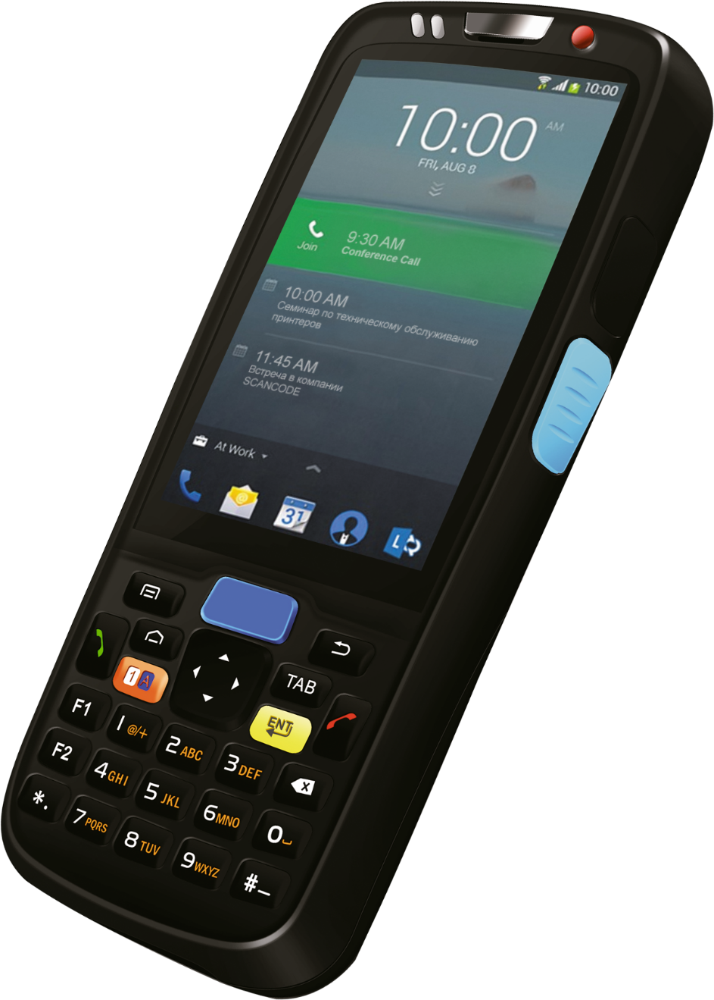 10:00
10:00 AM
FRI, AUG 8
9:30 AM
Join
Conference Call
10:00 AM
Семинар по техническому обслуживанию
принтеров
11:45 AM
Встреча в компании
SCANCODE
At Work
@
31
L
1 A
TAB
F1
1 @/+
ENT
2 ABC
3 DEF
F2
4 GHI
5 JKL
6 MNO
0
*.
7 PQRS
8 TUV
9 WXYZ
#_